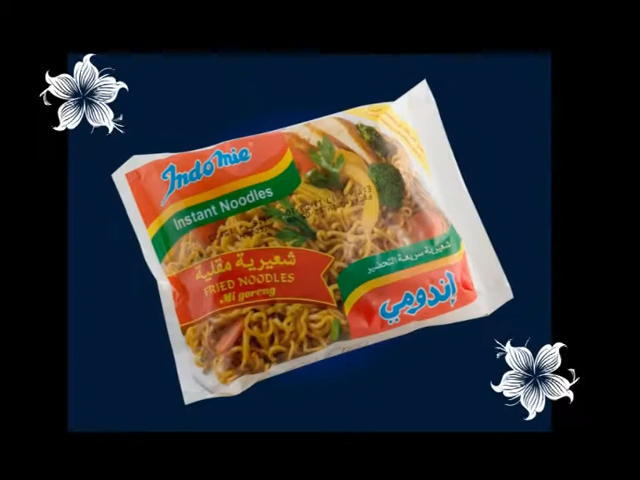 Indomie
Instant Noodles
شعيرية مقلية
FRIED NOODLES
Mi goreng
شعيرية سريعة التحضير
إندومي